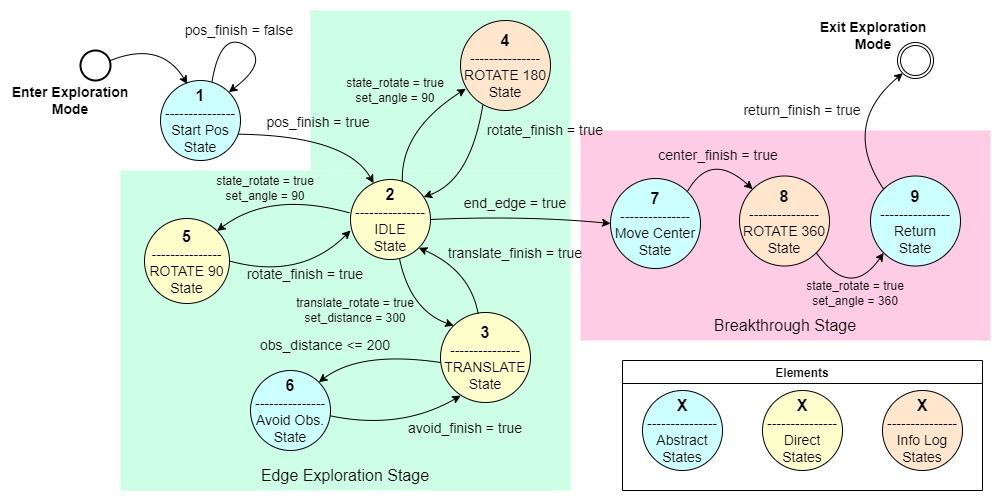 pos_finish = false
Enter Exploration
Mode
1
---------------
Start Pos
State
pos_finish = true
4
---------------
ROTATE 180
State
state_rotate = true
set_angle = 90
rotate_finish = true
Exit Exploration
Mode
return_finish = true
2
---------------
IDLE
State
state_rotate = true
set_angle = 90
5
---------------
ROTATE 90
State
rotate_finish = true
end_edge = true
translate_finish = true
translate_rotate = true
set_distance = 300
3
---------------
TRANSLATE
State
obs_distance <= 200
6
---------------
Avoid Obs.
State
avoid_finish = true
Edge Exploration Stage
center_finish = true
7
---------------
Move Center
State
8
---------------
ROTATE 360
State
9
---------------
Return
State
state_rotate = true
set_angle = 360
Breakthrough Stage
Elements
X
---------------
Abstract
States
X
---------------
Direct
States
X
---------------
Info Log
States